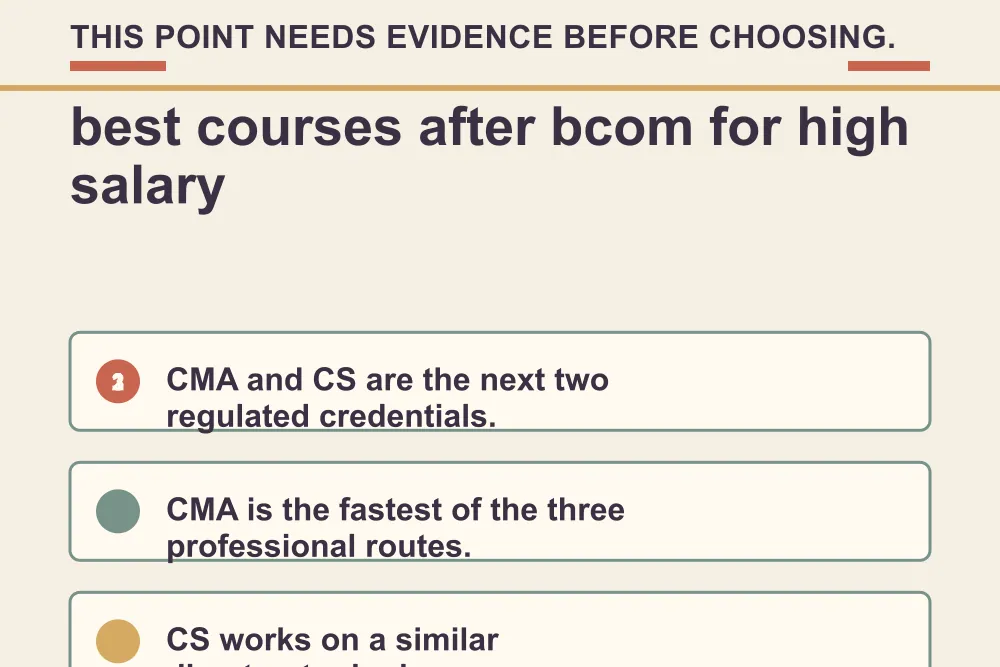 THIS POINT NEEDS EVIDENCE BEFORE CHOOSING.
best courses after bcom for high
salary
CMA and CS are the next two
regulated credentials.
CMA is the fastest of the three
professional routes.
CS works on a similar